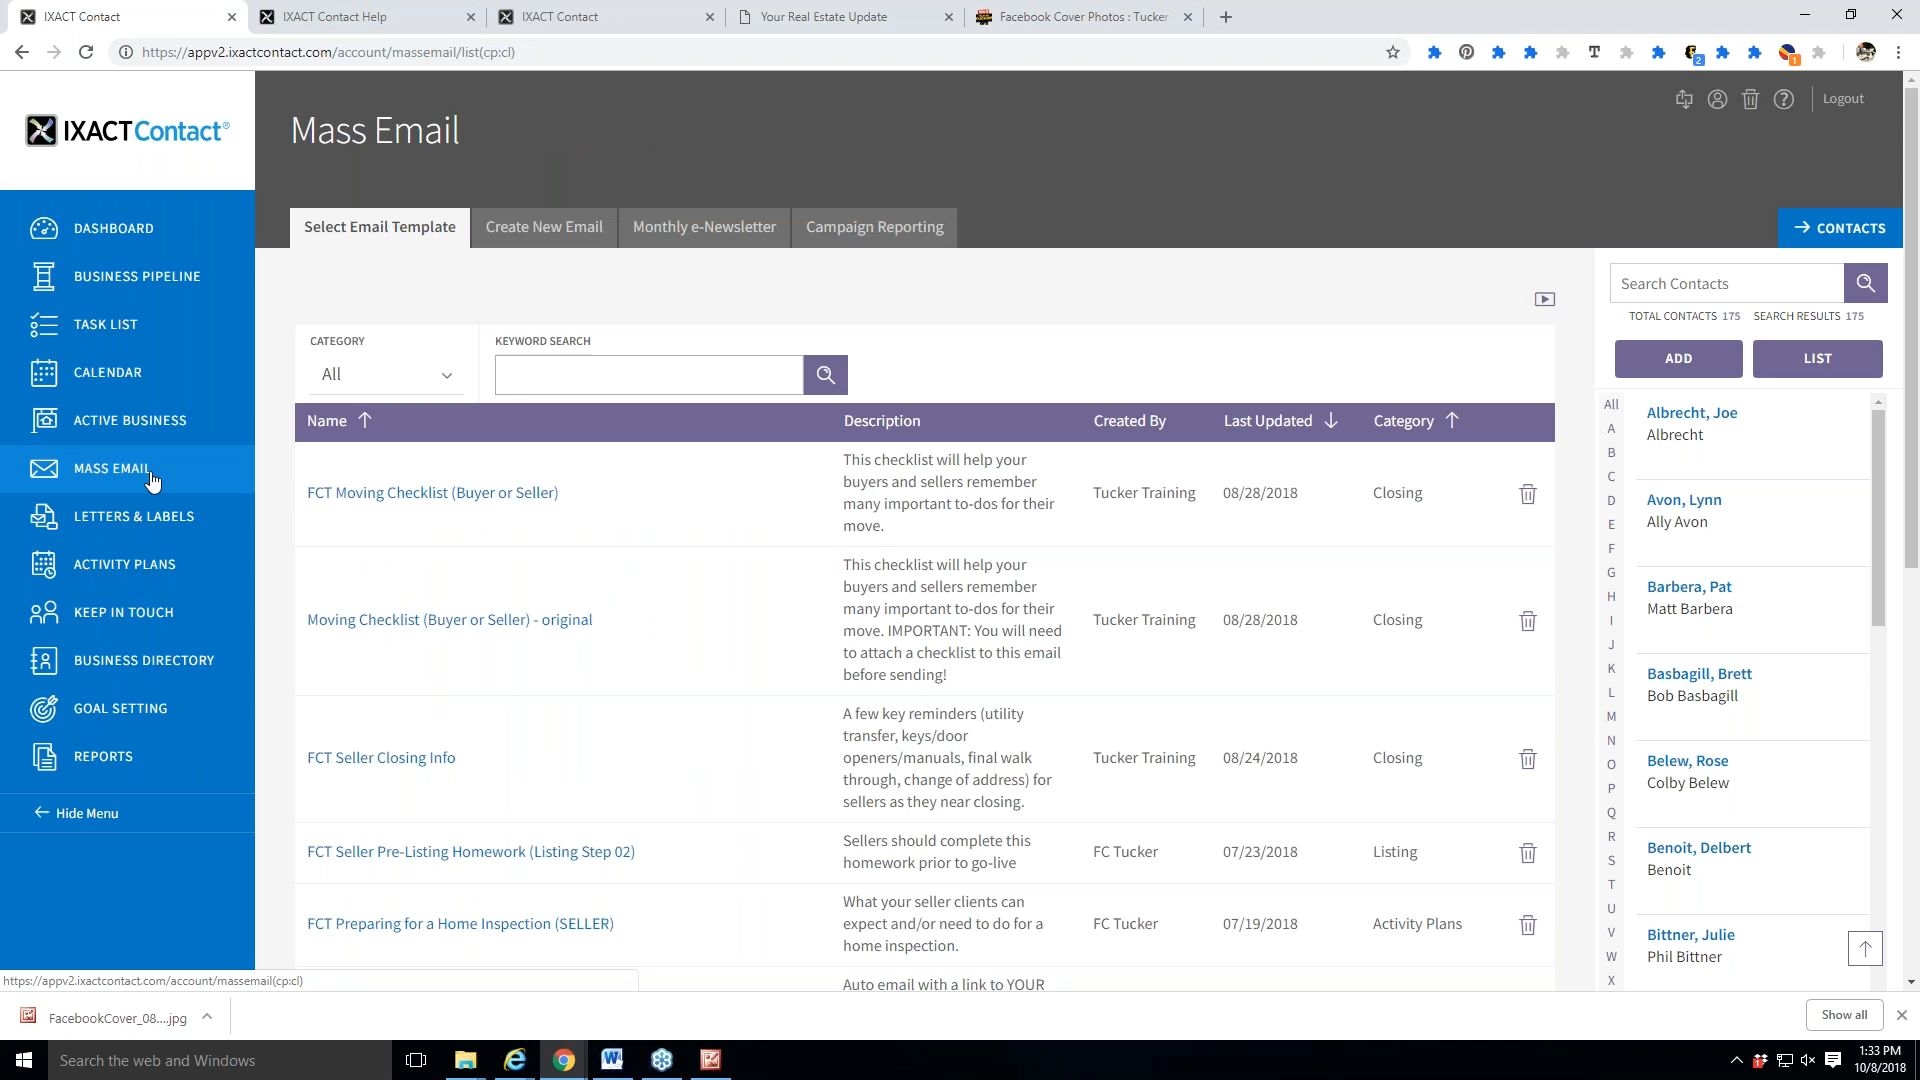 IXACT Contact
IXACT Contact Help
IXACT Contact
Your Real Estate Update
Facebook Cover Photos : Tucker
https://appv2.ixactcontact.com/account/massemail/list(cp:cl)
2
1
IXACTContact®
Mass Email
Logout
Select Email Template
Create New Email
Monthly e-Newsletter
Campaign Reporting
CONTACTS
DASHBOARD
BUSINESS PIPELINE
TASK LIST
CALENDAR
ACTIVE BUSINESS
MASS EMAIL
LETTERS & LABELS
ACTIVITY PLANS
KEEP IN TOUCH
BUSINESS DIRECTORY
GOAL SETTING
REPORTS
Hide Menu
CATEGORY
All
KEYWORD SEARCH
Name
Description
Created By
Last Updated
Category
FCT Moving Checklist (Buyer or Seller)
This checklist will help your
buyers and sellers remember
many important to-dos for their
move.
Tucker Training
08/28/2018
Closing
Moving Checklist (Buyer or Seller) - original
This checklist will help your
buyers and sellers remember
many important to-dos for their
move. IMPORTANT: You will need
to attach a checklist to this email
before sending!
Tucker Training
08/28/2018
Closing
FCT Seller Closing Info
A few key reminders (utility
transfer, keys/door
openers/manuals, final walk
through, change of address) for
sellers as they near closing.
Tucker Training
08/24/2018
Closing
FCT Seller Pre-Listing Homework (Listing Step 02)
Sellers should complete this
homework prior to go-live
FC Tucker
07/23/2018
Listing
FCT Preparing for a Home Inspection (SELLER)
What your seller clients can
expect and/or need to do for a
home inspection.
FC Tucker
07/19/2018
Activity Plans
Auto email with a link to YOUR
Search Contacts
TOTAL CONTACTS 175
SEARCH RESULTS 175
ADD
LIST
All
A
B
C
D
E
F
G
H
I
J
K
L
M
N
O
P
Q
R
S
T
U
V
W
X
Albrecht, Joe
Albrecht
Avon, Lynn
Ally Avon
Barbera, Pat
Matt Barbera
Basbagill, Brett
Bob Basbagill
Belew, Rose
Colby Belew
Benoit, Delbert
Benoit
Bittner, Julie
Phil Bittner
https://appv2.ixactcontact.com/account/massemail(cp:cl)
FacebookCover_08....jpg
Show all
Search the web and Windows
1:33 PM
10/8/2018